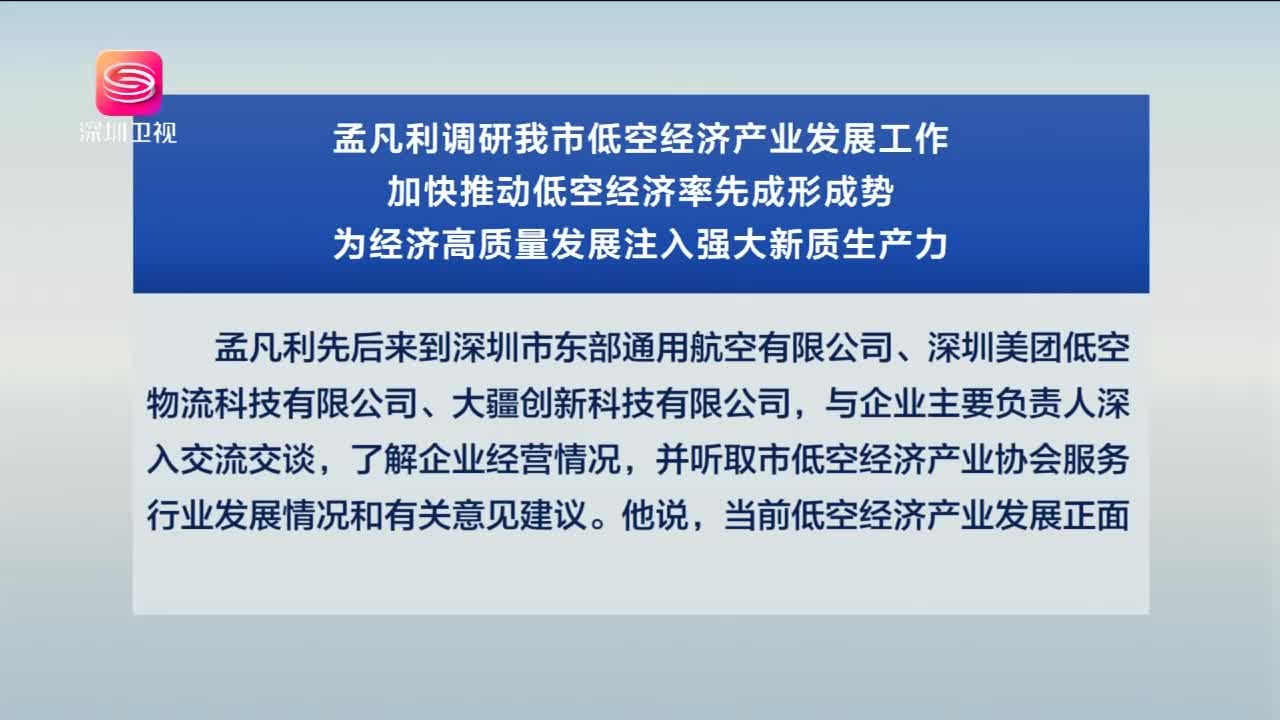 深圳卫视
孟凡利调研我市低空经济产业发展工作
加快推动低空经济率先成形成势
为经济高质量发展注入强大新质生产力
孟凡利先后来到深圳市东部通用航空有限公司、深圳美团低空
物流科技有限公司、大疆创新科技有限公司，与企业主要负责人深
入交流交谈，了解企业经营情况，并听取市低空经济产业协会服务
行业发展情况和有关意见建议。他说，当前低空经济产业发展正面